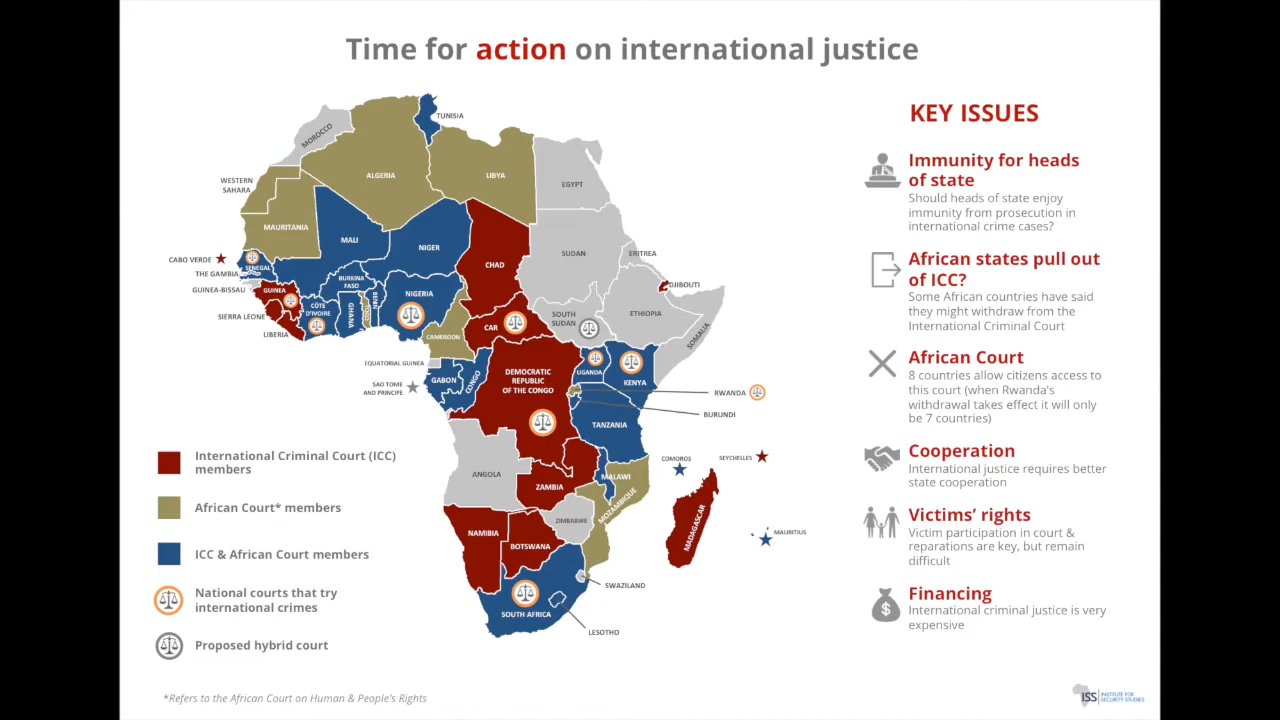 Time for action on international justice
TUNISIA
MOROCCO
ALGERIA
LIBYA
EGYPT
WESTERN
SAHARA
MAURITANIA
MALI
NIGER
CHAD
SUDAN
ERITREA
CABO VERDE
SENEGAL
THE GAMBIA
GUINEA-BISSAU
GUINEA
SIERRA LEONE
LIBERIA
CÔTE
D'IVOIRE
BURKINA
FASO
GHANA
TOGO
BENIN
NIGERIA
CAMEROON
CAR
SOUTH
SUDAN
ETHIOPIA
DJIBOUTI
SOMALIA
EQUATORIAL GUINEA
SAO TOME
AND PRINCIPE
GABON
CONGO
DEMOCRATIC
REPUBLIC
OF THE CONGO
UGANDA
KENYA
RWANDA
BURUNDI
TANZANIA
COMOROS
SEYCHELLES
ANGOLA
ZAMBIA
MALAWI
MOZAMBIQUE
ZIMBABWE
MADAGASCAR
MAURITIUS
NAMIBIA
BOTSWANA
SWAZILAND
SOUTH AFRICA
LESOTHO
International Criminal Court (ICC)
members
African Court* members
ICC & African Court members
National courts that try
international crimes
Proposed hybrid court
*Refers to the African Court on Human & People's Rights
KEY ISSUES
Immunity for heads
of state
Should heads of state enjoy
immunity from prosecution in
international crime cases?
African states pull out
of ICC?
Some African countries have said
they might withdraw from the
International Criminal Court
African Court
8 countries allow citizens access to
this court (when Rwanda's
withdrawal takes effect it will only
be 7 countries)
Cooperation
International justice requires better
state cooperation
Victims' rights
Victim participation in court &
reparations are key, but remain
difficult
Financing
$
International criminal justice is very
expensive
ISS
INSTITUTE FOR
SECURITY STUDIES